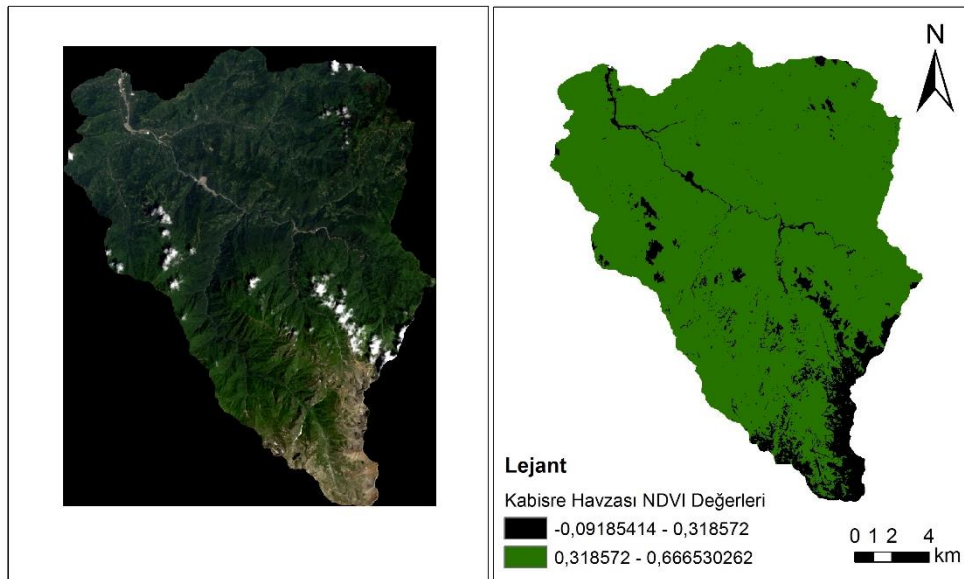 N
Lejant
Kabisre Havzası NDVI Değerleri
-0,09185414 - 0,318572
0,318572 - 0,666530262
0 1 2 4
km